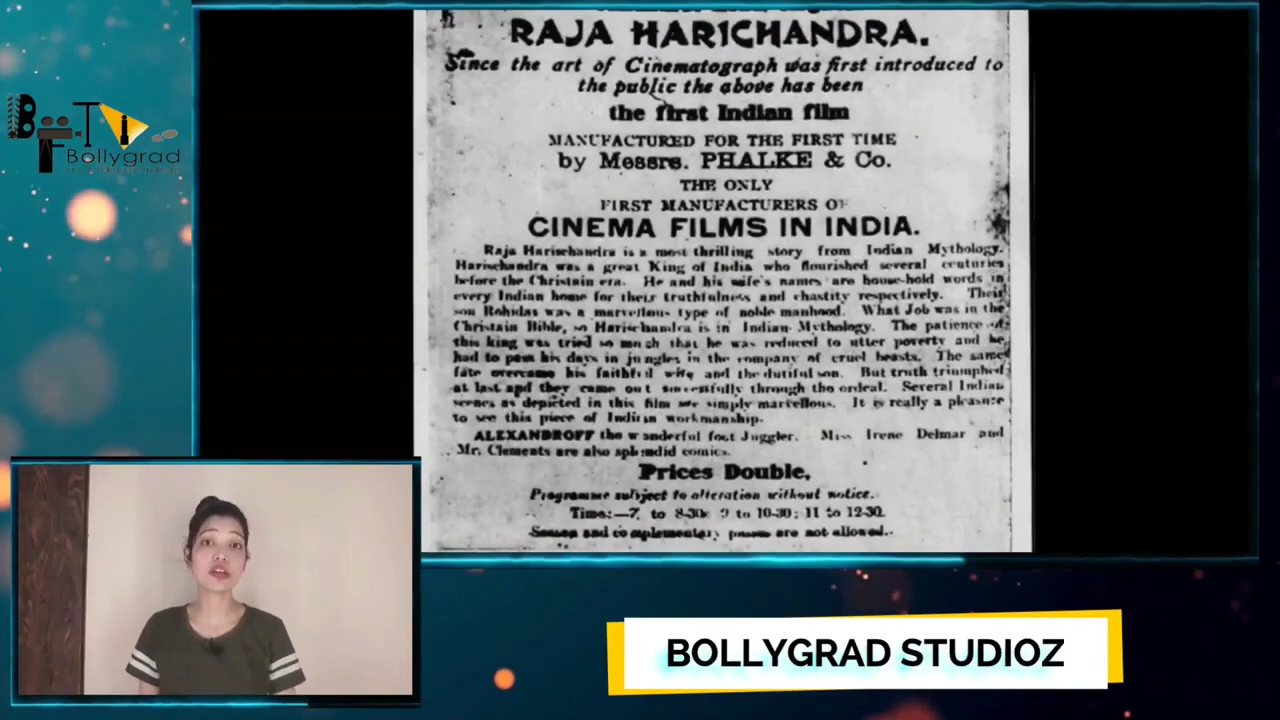 RAJA HARICHANDRA.
Since the art of Cinematograph was first introduced to
the public the above has been
the first Indian film
MANUFACTURED FOR THE FIRST TIME
by Messrs. PHALKE & Co.
THE ONLY
FIRST MANUFACTURERS OF
CINEMA FILMS IN INDIA.
Raja Harischandra is a most thrilling story from Indian Mythology.
Harischandra was a great King of India who flourished several centuries
before the Christain era. He and his wife's names are house-hold words in
every Indian home for their truthfulness and chastity respectively. Their
son Rohidas was a marvellous type of noble manhood. What Job was in the
Christain Bible, so Harischandra is in Indian Mythology. The patience of
this king was tried so much that he was reduced to utter poverty and he
had to pass his days in jungles in the company of cruel beasts. The same
fate overcame his faithful wife and the dutiful son. But truth triumphed
at last and they came out successfully through the ordeal. Several Indian
scenes as depicted in this film are simply marvellous. It is really a pleasure
to see this piece of Indian workmanship.
ALEXANDROFF the wonderful foot Juggler. Miss Irene Delmar and
Mr. Clements are also splendid comics.
Prices Double.
Programme subject to alteration without notice.
Time:—7. to 8-30: 9 to 10-30; 11 to 12-30.
Season and complementary passes are not allowed.
BFTI
Bollygrad
BOLLYGRAD STUDIOZ